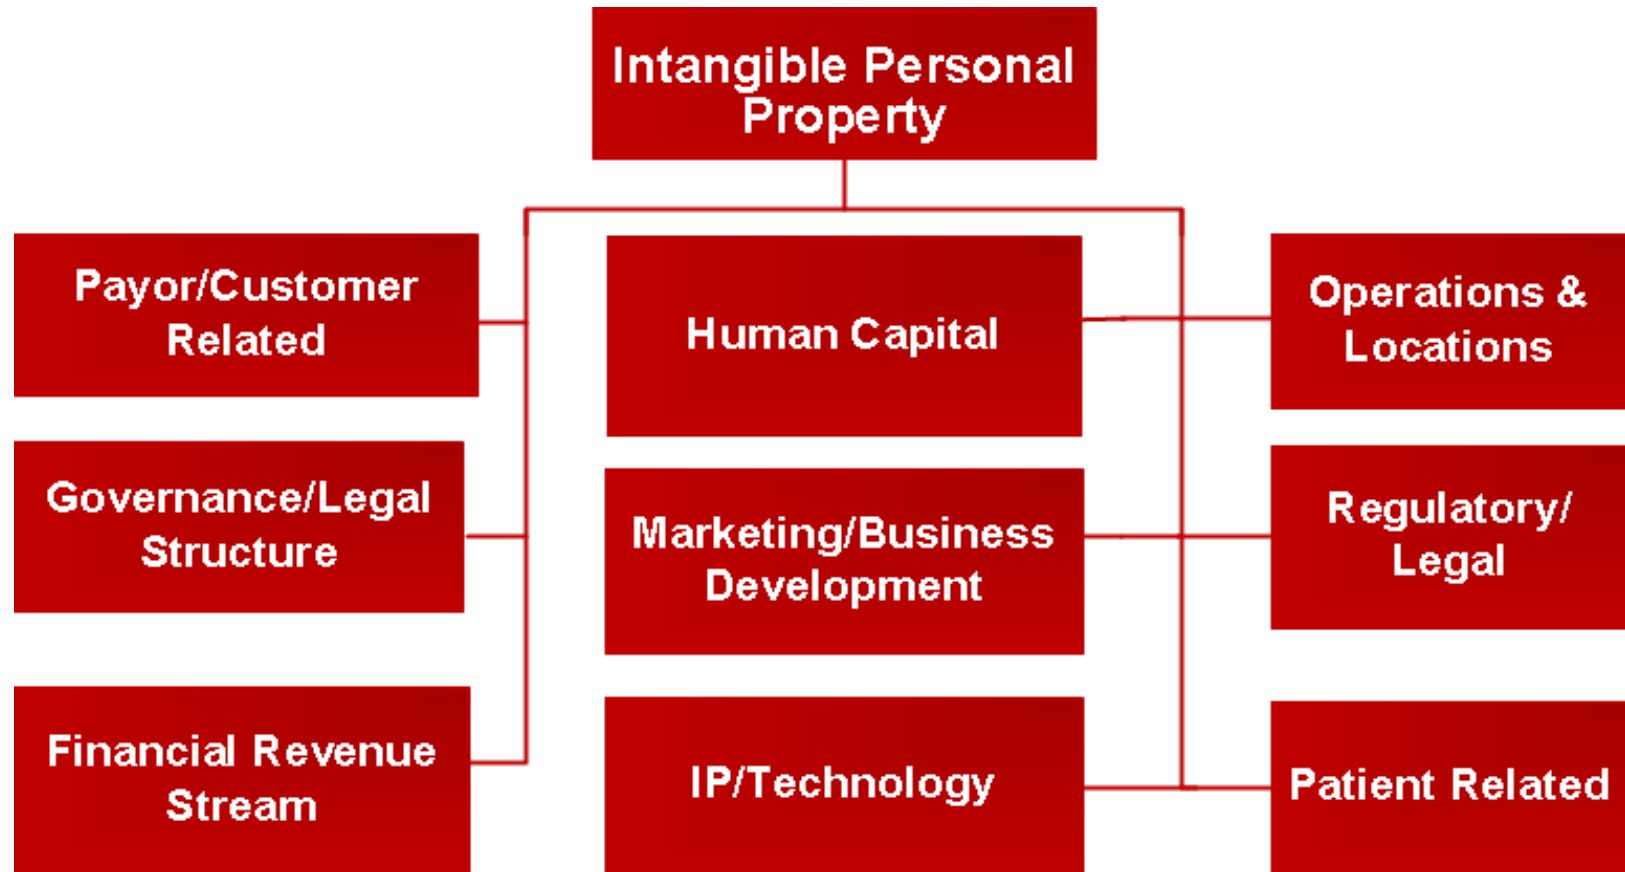 Intangible Personal
Property
Payor/Customer
Related
Human Capital
Operations &
Locations
Governance/Legal
Structure
Marketing/Business
Development
Regulatory/
Legal
Financial Revenue
Stream
IP/Technology
Patient Related